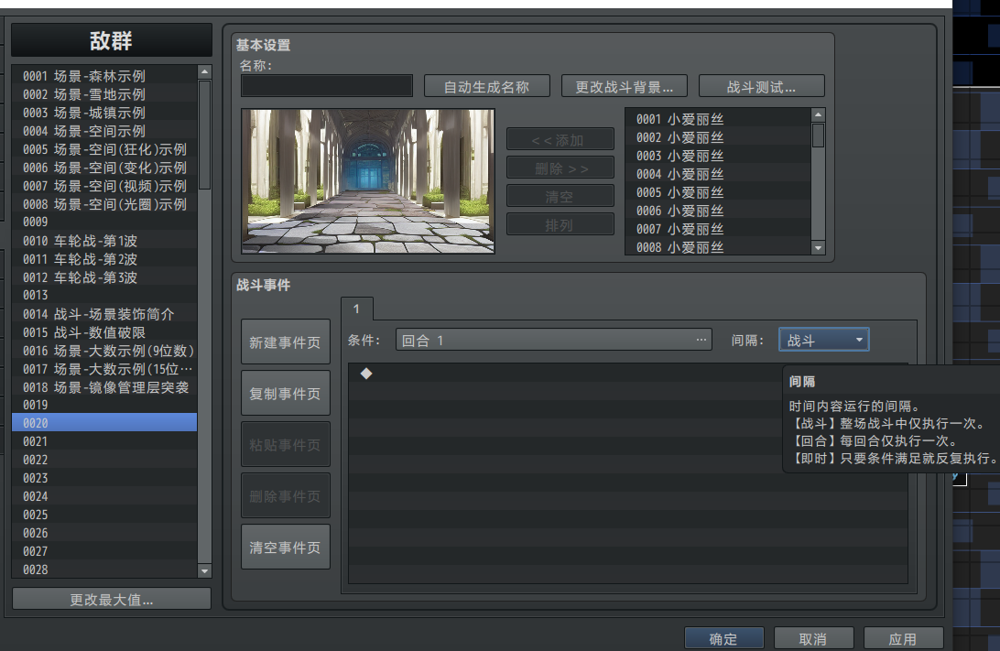 敌群
0001 场景-森林示例
0002 场景-雪地示例
0003 场景-城镇示例
0004 场景-空间示例
0005 场景-空间(狂化)示例
0006 场景-空间(变化)示例
0007 场景-空间(视频)示例
0008 场景-空间(光圈)示例
0009
0010 车轮战-第1波
0011 车轮战-第2波
0012 车轮战-第3波
0013
0014 战斗-场景装饰简介
0015 战斗-数值破限
0016 场景-大数示例(9位数)
0017 场景-大数示例(15位…
0018 场景-镜像管理层突袭
0019
0020
0021
0022
0023
0024
0025
0026
0027
0028
更改最大值…
基本设置
名称:
自动生成名称
更改战斗背景…
战斗测试…
<<添加
删除 >>
清空
排列
0001 小爱丽丝
0002 小爱丽丝
0003 小爱丽丝
0004 小爱丽丝
0005 小爱丽丝
0006 小爱丽丝
0007 小爱丽丝
0008 小爱丽丝
战斗事件
1
新建事件页
复制事件页
粘贴事件页
删除事件页
清空事件页
条件: 回合 1 …
间隔: 战斗
◆
间隔
时间内容运行的间隔。
【战斗】整场战斗中仅执行一次。
【回合】每回合仅执行一次。
【即时】只要条件满足就反复执行。
确定
取消
应用